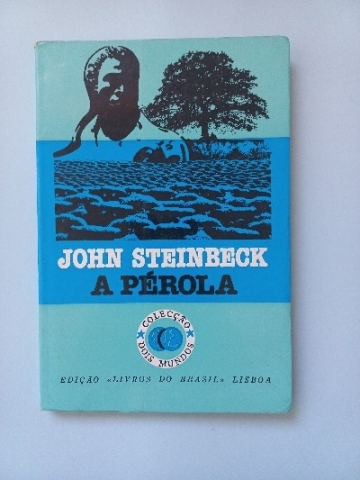 JOHN STEINBECK
A PÉROLA
COLECÇÃO
DOIS MUNDOS
EDIÇÃO «LIVROS DO BRASIL» LISBOA